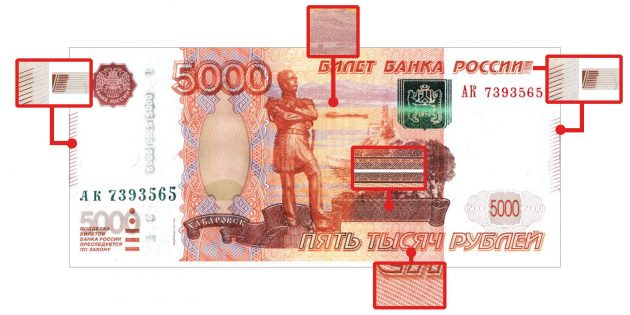 5000
БИЛЕТ БАНКА РОССИИ
АК 7393565
АК 7393565
5000
ПОДДЕЛКА
БИЛЕТОВ
БАНКА РОССИИ
ПРЕСЛЕДУЕТСЯ
ПО ЗАКОНУ
ХАБАРОВСК
5000
ПЯТЬ ТЫСЯЧ РУБЛЕЙ